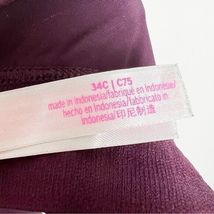 34C | C75
made in Indonesia/fabriqué en Indonésie/
hecho en Indonesia/fabbricato in
Indonesia/印尼制造